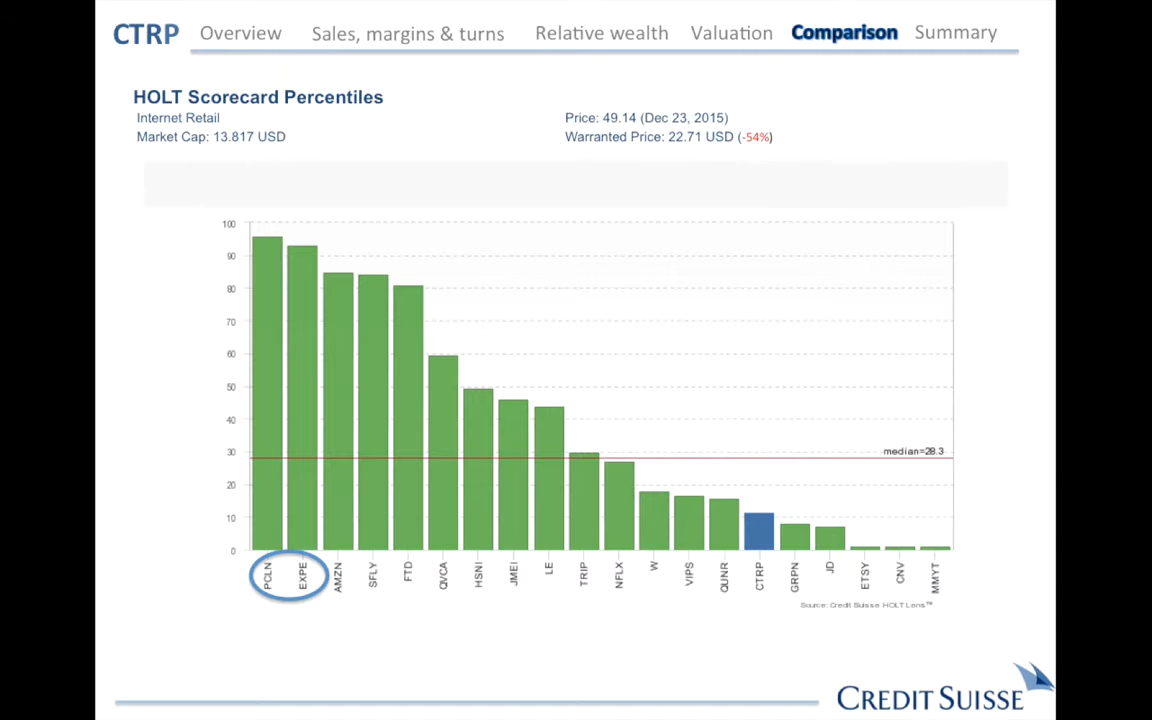 CTRP Overview Sales, margins & turns Relative wealth Valuation Comparison Summary
HOLT Scorecard Percentiles
Internet Retail Price: 49.14 (Dec 23, 2015)
Market Cap: 13.817 USD Warranted Price: 22.71 USD (-54%)
100
90
80
70
60
50
40
30
20
10
0
median=28.3
PCLN EXPE AMZN SFLY FTD QVCA HSNI JMEI LE TRIP NFLX W VIPS QUNR CTRP GRPN JD ETSY CNV MMYT
Source: Credit Suisse HOLT Lens™
CREDIT SUISSE